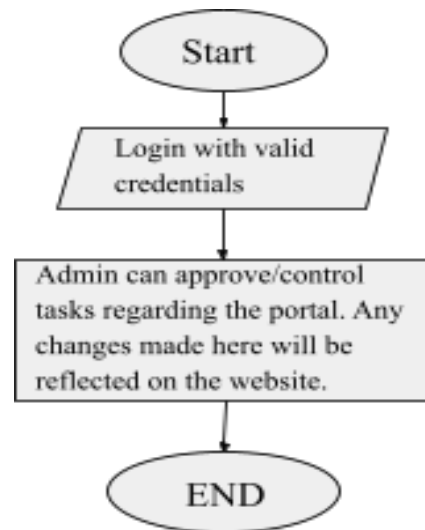 Start
Login with valid
credentials
Admin can approve/control
tasks regarding the portal. Any
changes made here will be
reflected on the website.
END